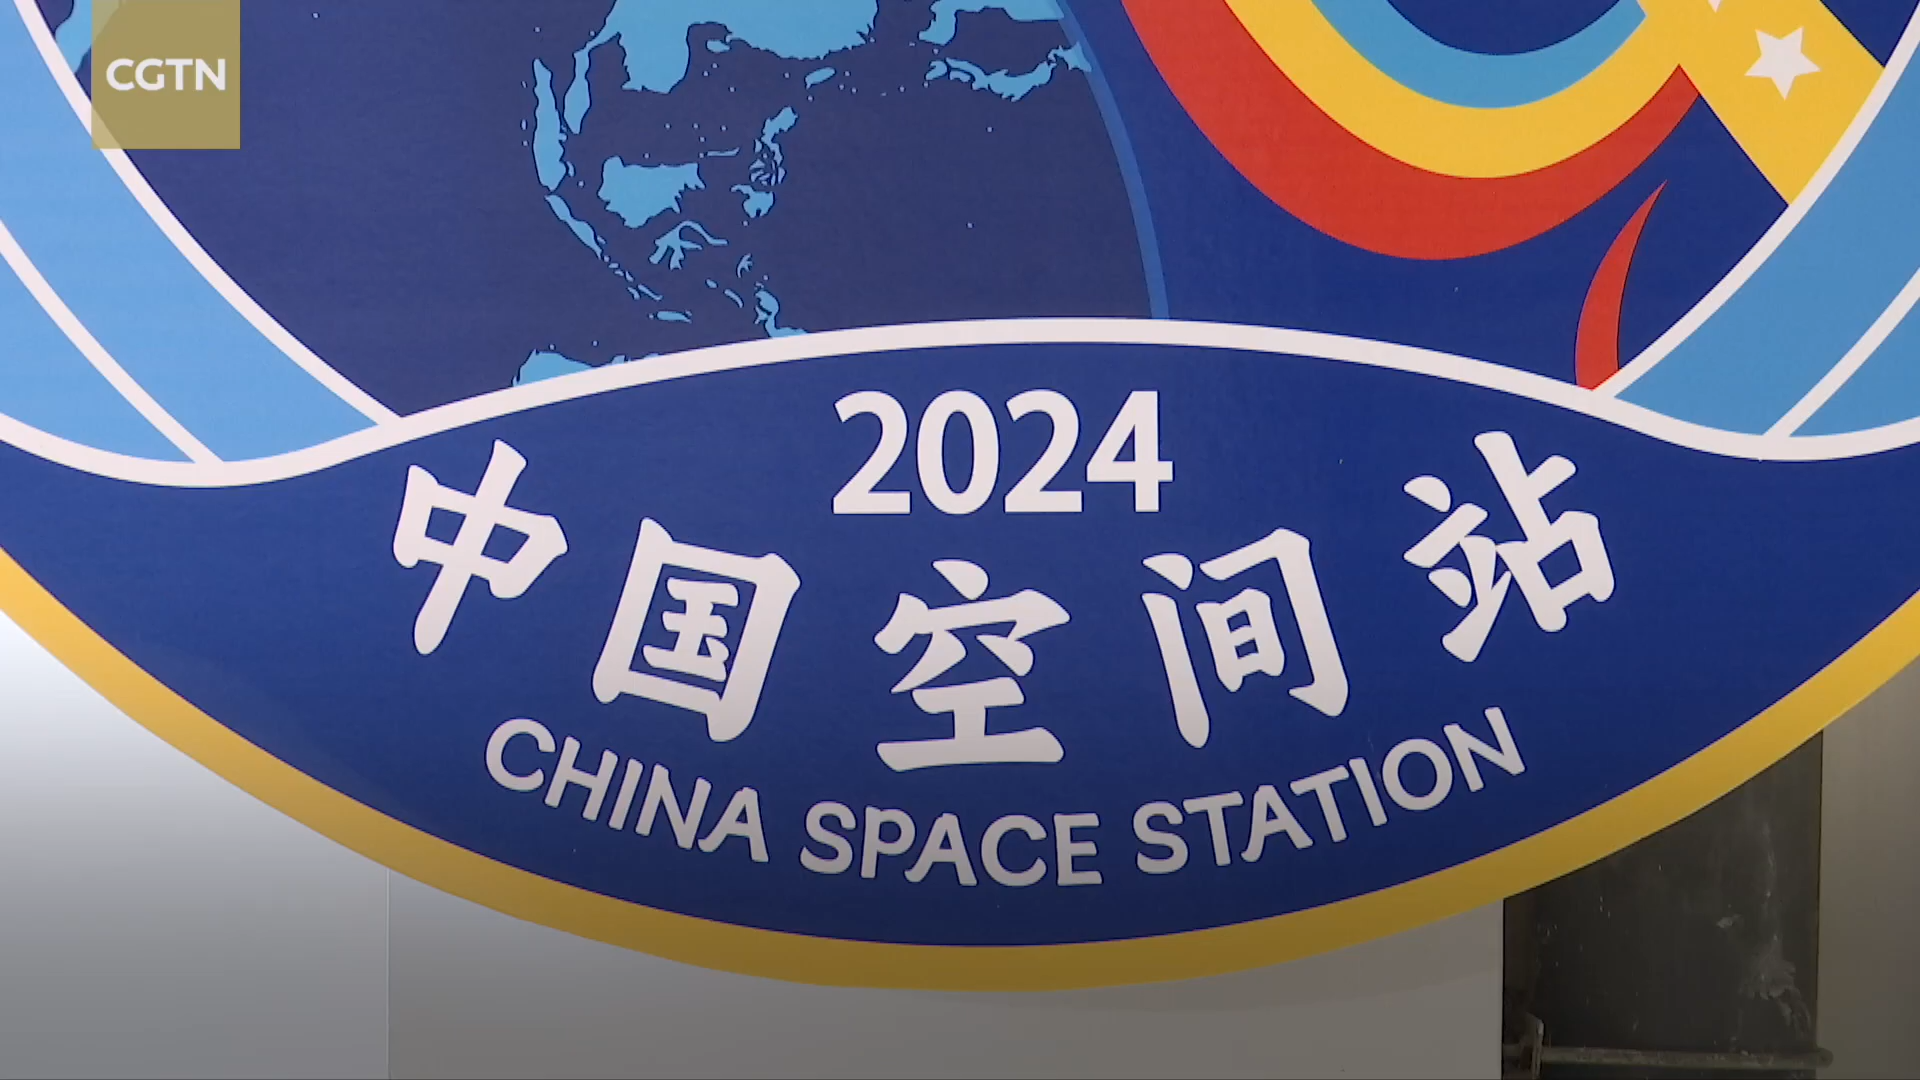 CGTN
2024
中国空间站
CHINA SPACE STATION